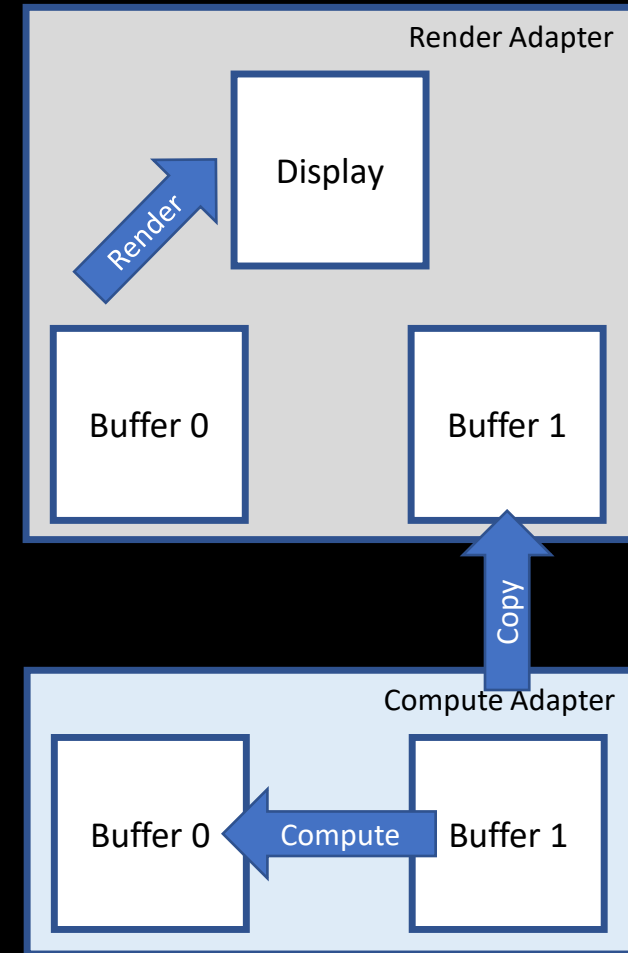 Render Adapter
Display
Render
Buffer 0
Buffer 1
Copy
Compute Adapter
Buffer 0
Compute
Buffer 1